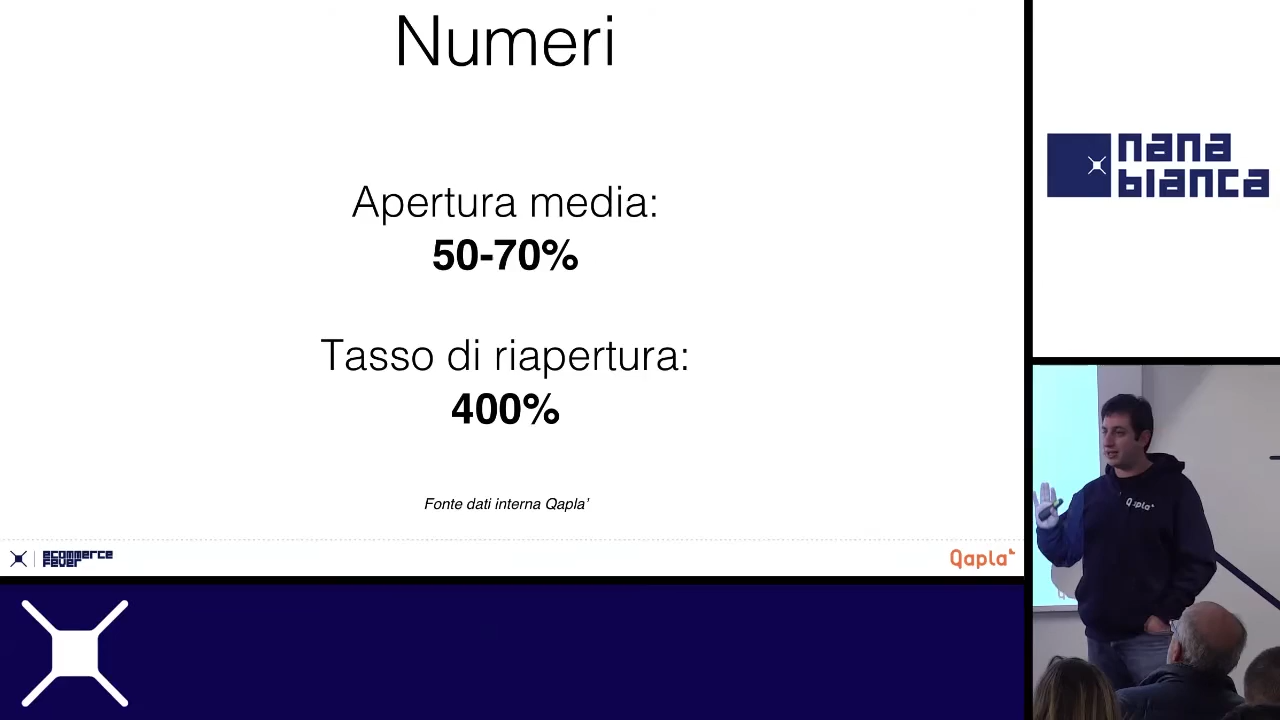 Numeri
Apertura media:
50-70%
Tasso di riapertura:
400%
Fonte dati interna Qapla’
ecommerce
fever
Qapla'
nana
bianca
Qapla'